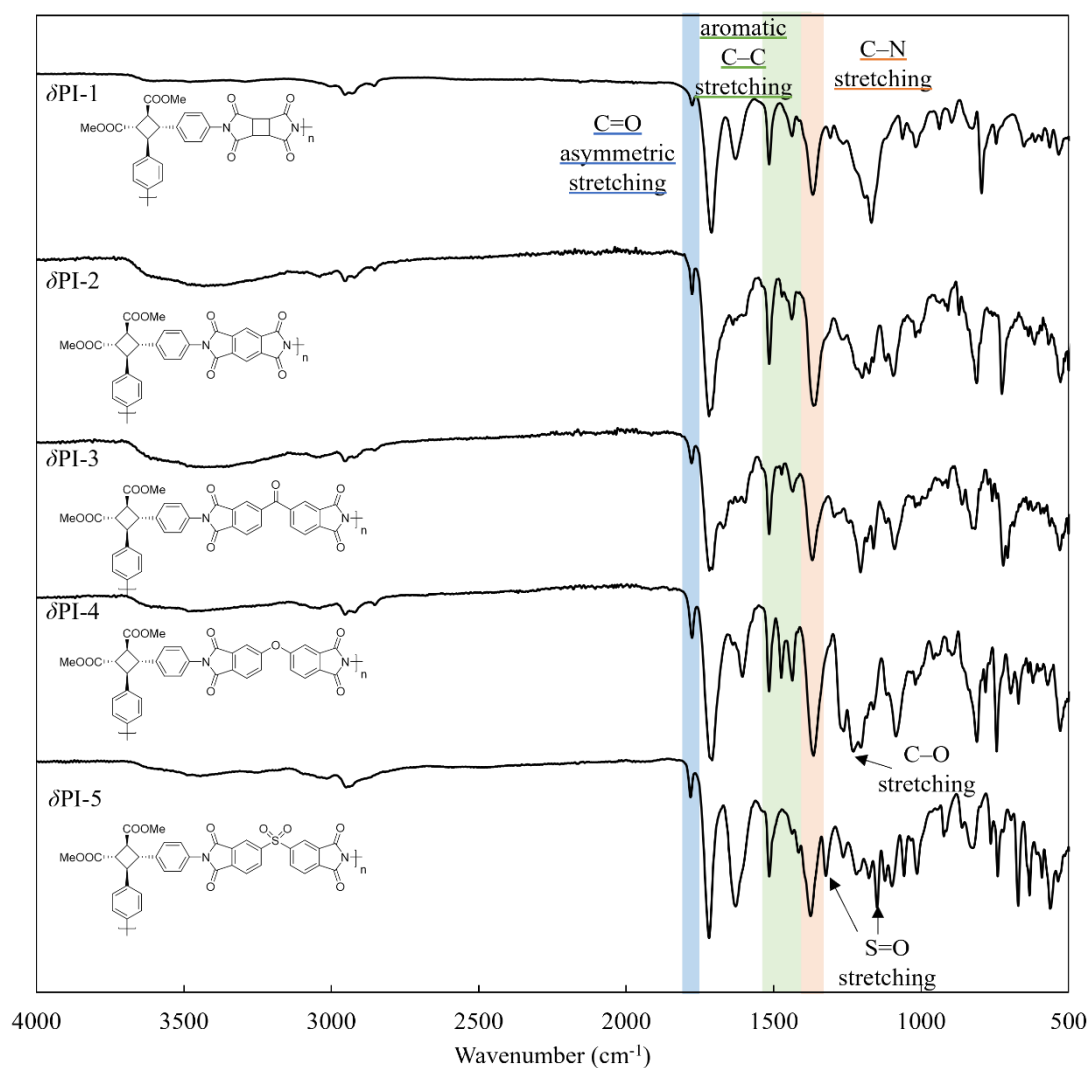 aromatic
C–C
stretching
C–N
stretching
C=O
asymmetric
stretching
δPI-1
COOMe
MeOOC
O O O O
N N
n
δPI-2
COOMe
MeOOC
O O O O
N N
n
δPI-3
COOMe
MeOOC
O O O O O
N N
n
δPI-4
COOMe
MeOOC
O O O O O
N N
n
C–O
stretching
δPI-5
COOMe
MeOOC
O O O O O O
S
N N
n
S=O
stretching
4000 3500 3000 2500 2000 1500 1000 500
Wavenumber (cm⁻¹)